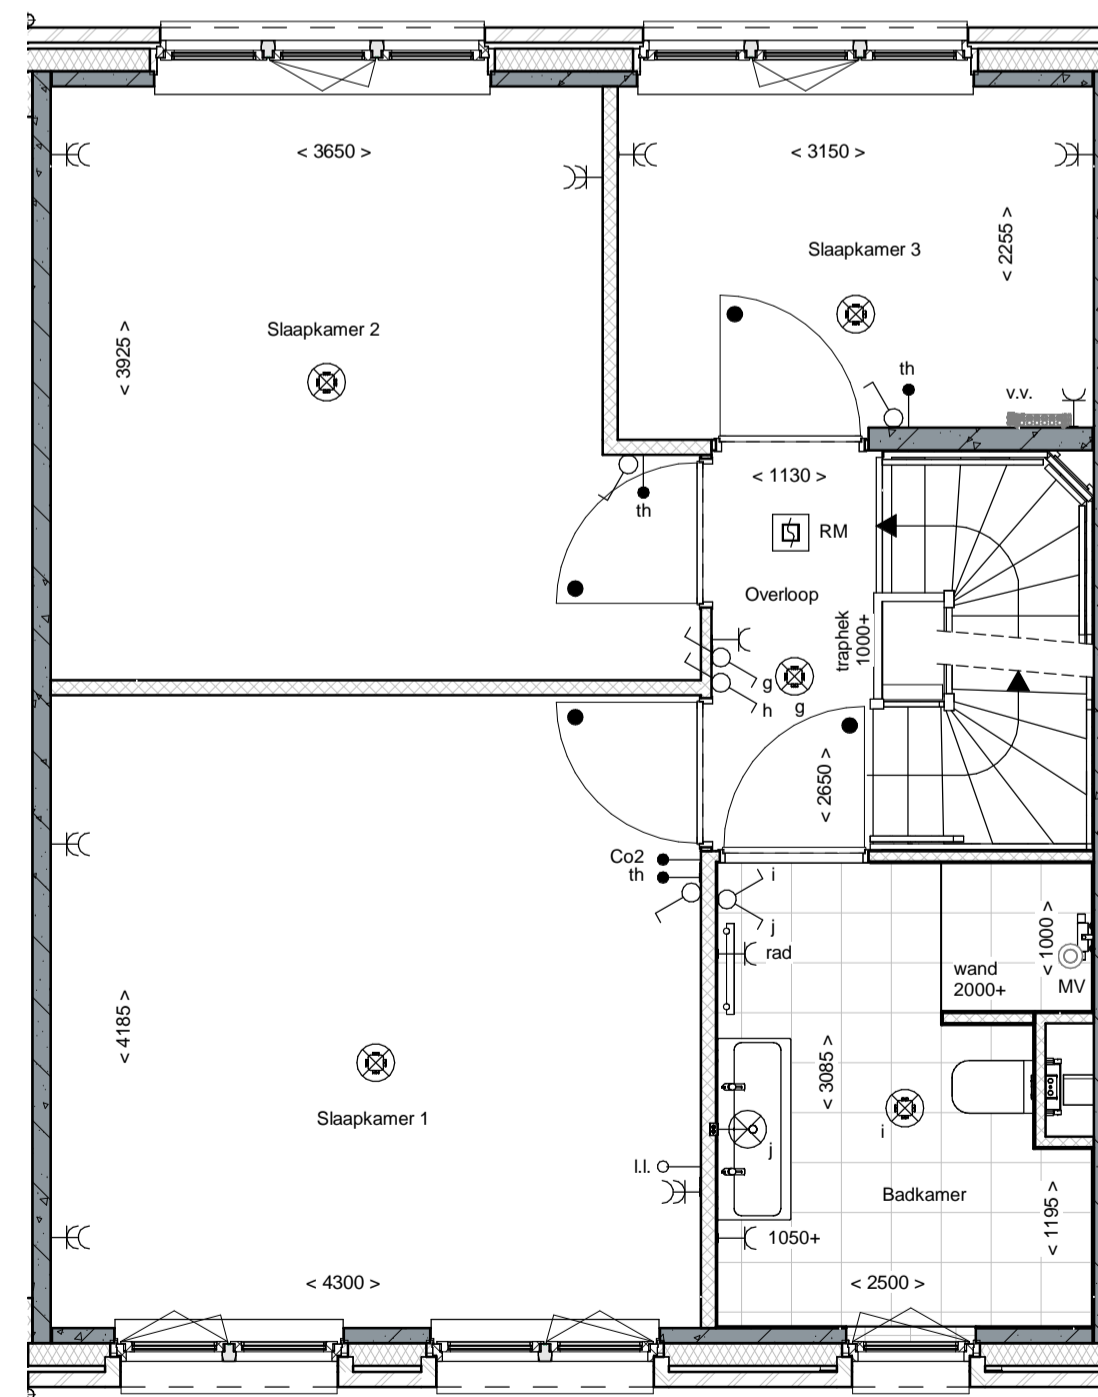 < 3650 >
< 3150 >
< 2255 >
Slaapkamer 3
Slaapkamer 2
< 3925 >
th
v.v.
< 1130 >
th
RM
Overloop
traphek
1000+
g
h
g
< 2650 >
Co2
th
i
j
rad
< 1000 >
wand
2000+
MV
< 4185 >
< 3085 >
Slaapkamer 1
i
j
l.l.
Badkamer
< 1195 >
1050+
< 4300 >
< 2500 >